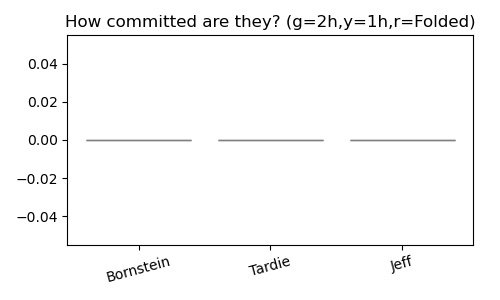 How committed are they? (g=2h,y=1h,r=Folded)
0.04
0.02
0.00
−0.02
−0.04
Bornstein
Tardie
Jeff